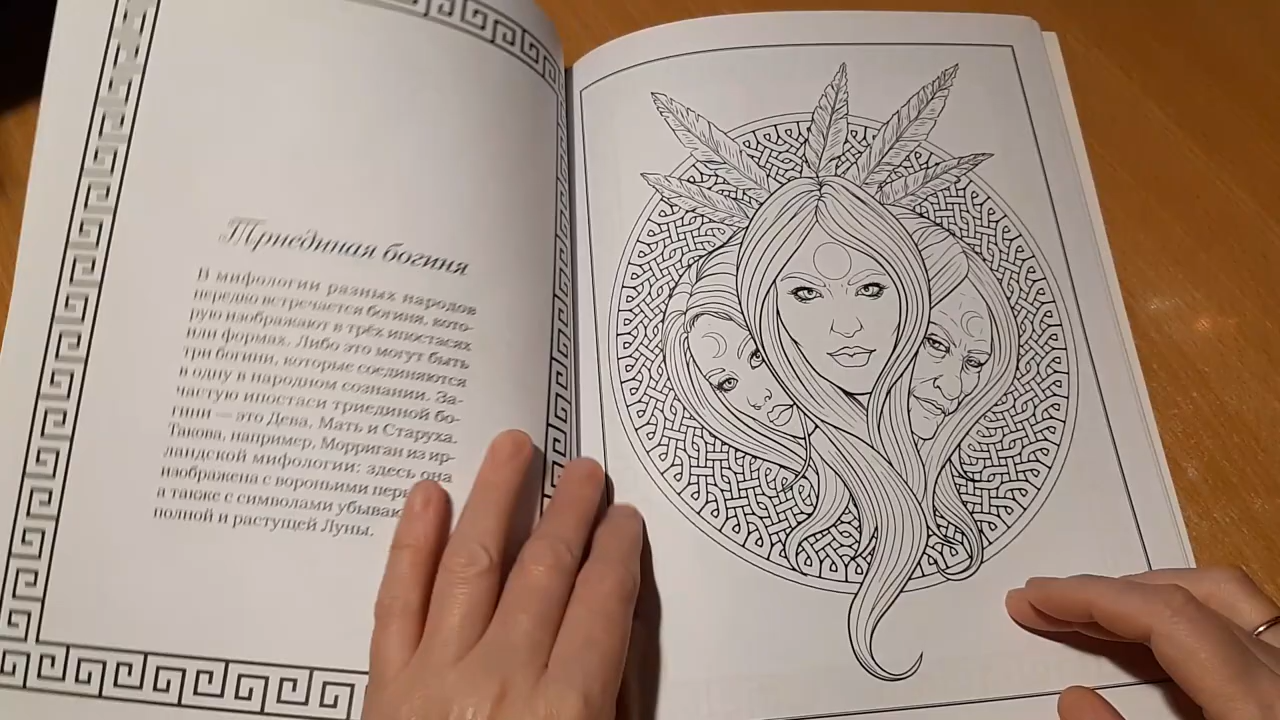 Триединая богиня
В мифологии разных народов
нередко встречается богиня, кото-
рую изображают в трёх ипостасях
или формах. Либо это могут быть
три богини, которые соединяются
в одну в народном сознании. За-
частую ипостаси триединой бо-
гини — это Дева, Мать и Старуха.
Такова, например, Морриган из ир-
ландской мифологии: здесь она
изображена с вороньими
а также с символами
полной и растущей Луны.